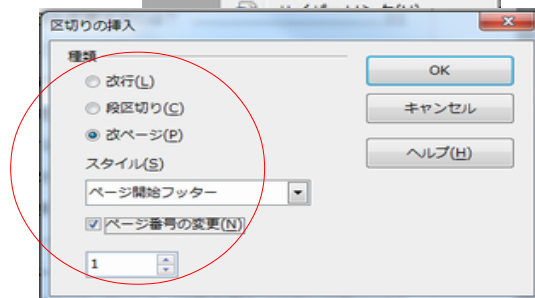 区切りの挿入
種類
改行(L)
段区切り(C)
改ページ(P)
スタイル(S)
ページ開始フッター
ページ番号の変更(N)
1
OK
キャンセル
ヘルプ(H)